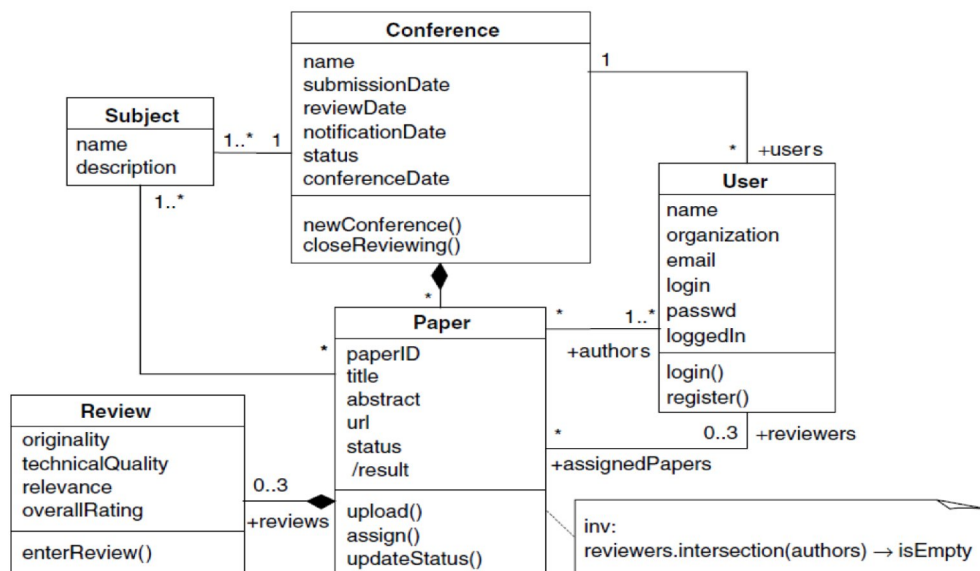 Conference
name
submissionDate
reviewDate
notificationDate
status
conferenceDate
newConference()
closeReviewing()
1
*
+users
Subject
name
description
1..*
1
1..*
*
User
name
organization
email
login
passwd
loggedIn
login()
register()
*
Paper
paperID
title
abstract
url
status
/result
upload()
assign()
updateStatus()
*
1..*
+authors
*
0..3
+reviewers
+assignedPapers
Review
originality
technicalQuality
relevance
overallRating
enterReview()
0..3
+reviews
inv:
reviewers.intersection(authors) → isEmpty